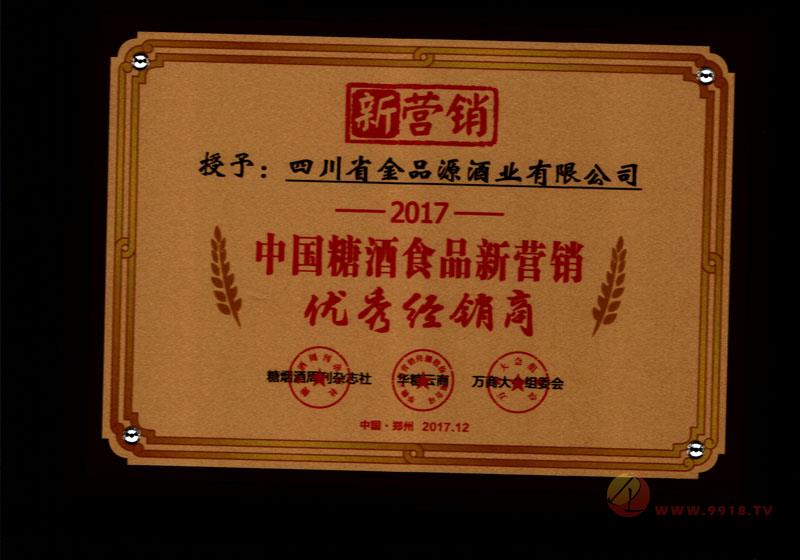 新营销
授予：四川省金品源酒业有限公司
2017
中国糖酒食品新营销
优秀经销商
糖烟酒周刊杂志社 华糖云商 万商大会组委会
中国·郑州 2017.12
WWW.9918.TV